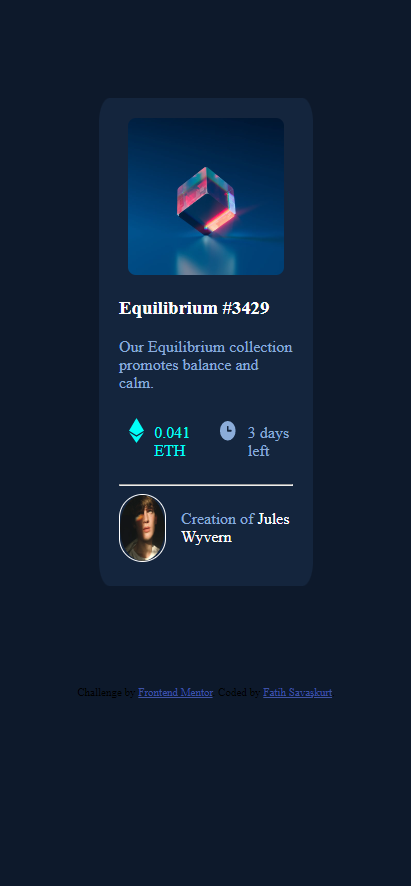 Equilibrium #3429
Our Equilibrium collection
promotes balance and
calm.
0.041
ETH
3 days
left
Creation of Jules
Wyvern
Challenge by Frontend Mentor. Coded by Fatih Savaşkurt